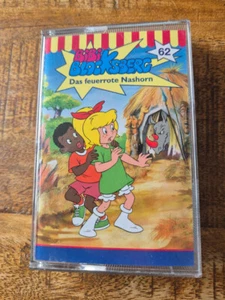 BIBI
BLOCKSBERG
62
Das feuerrote Nashorn